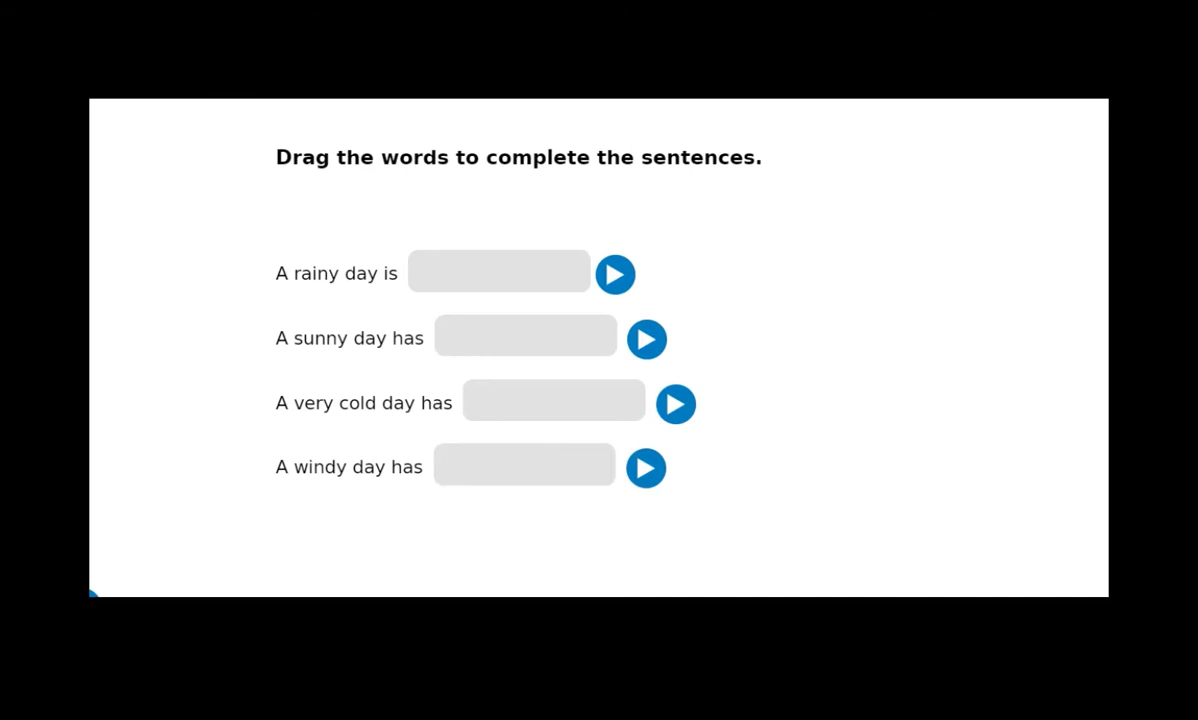 Drag the words to complete the sentences.
A rainy day is
A sunny day has
A very cold day has
A windy day has